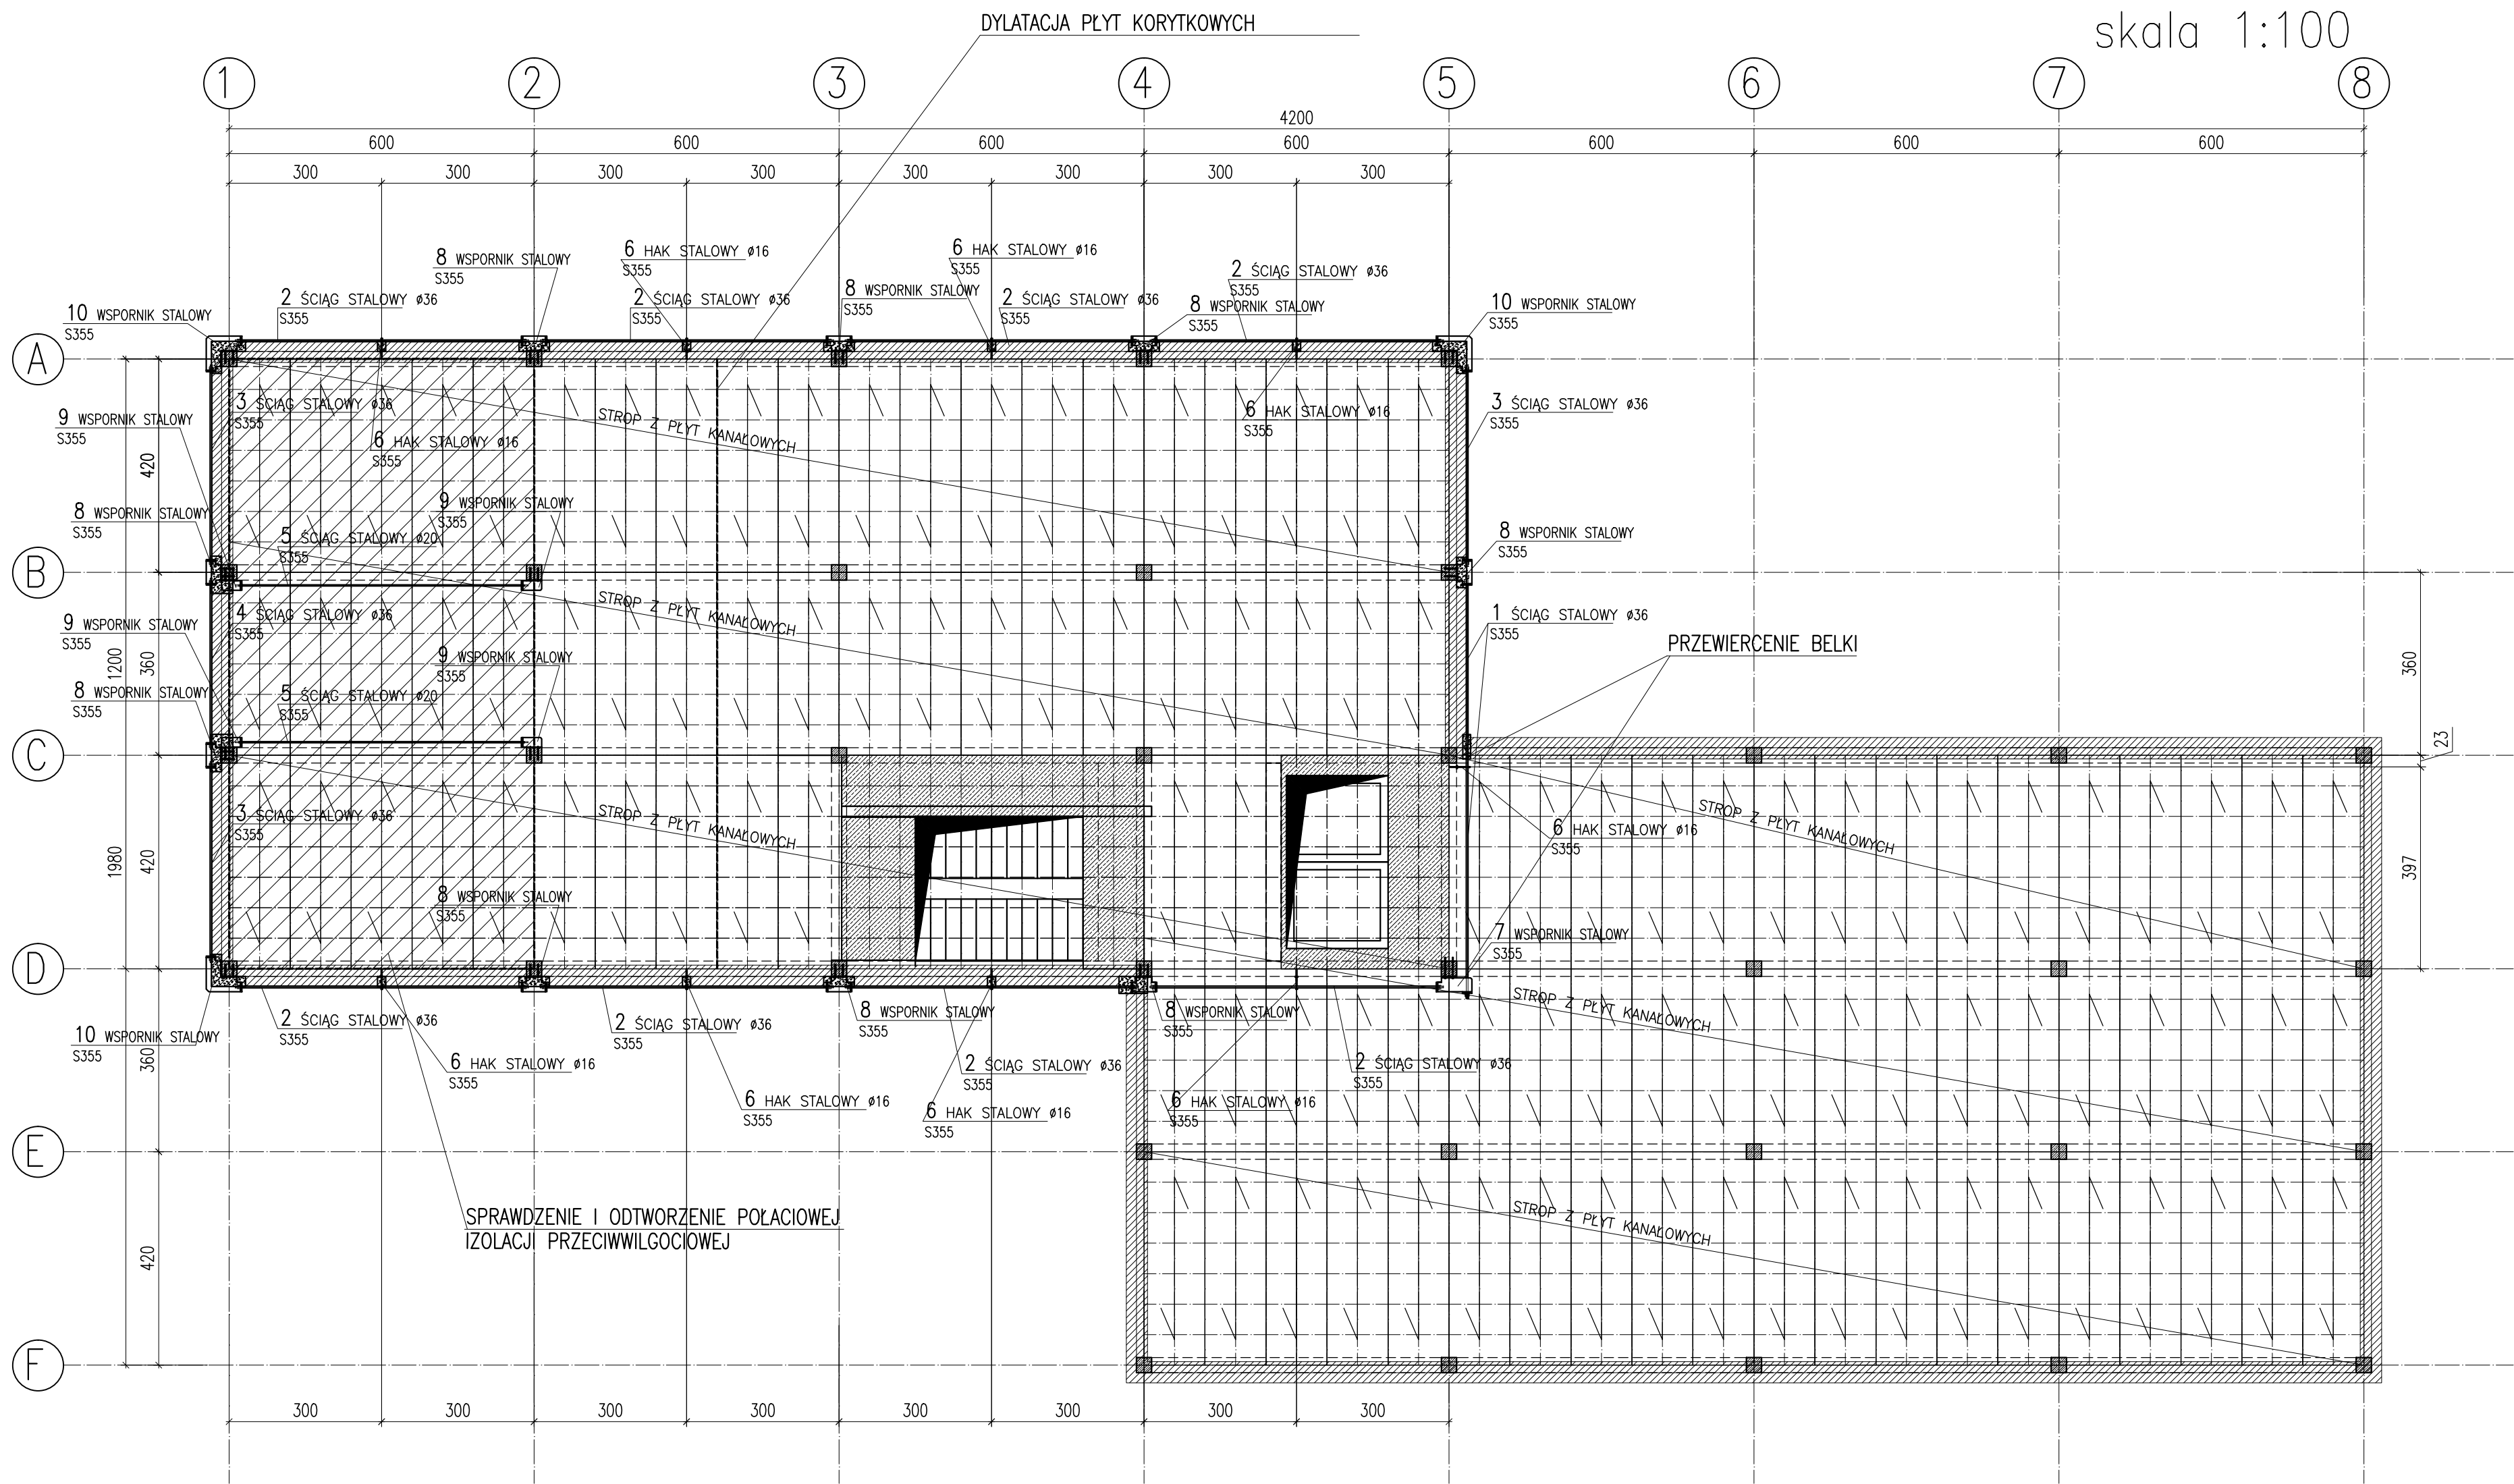 DYLATACJA PŁYT KORYTKOWYCH
skala 1:100
1 2 3 4 5 6 7 8
4200
600 600 600 600 600 600 600
300 300 300 300 300 300 300 300
8 WSPORNIK STALOWY
S355
6 HAK STALOWY ø16
S355
6 HAK STALOWY ø16
S355
2 ŚCIĄG STALOWY ø36
S355
10 WSPORNIK STALOWY
S355
2 ŚCIĄG STALOWY ø36
S355
2 ŚCIĄG STALOWY ø36
S355
8 WSPORNIK STALOWY
S355
2 ŚCIĄG STALOWY ø36
S355
8 WSPORNIK STALOWY
S355
10 WSPORNIK STALOWY
S355
A
3 ŚCIĄG STALOWY ø36
S355
9 WSPORNIK STALOWY
S355
6 HAK STALOWY ø16
S355
STROP Z PŁYT KANAŁOWYCH
6 HAK STALOWY ø16
S355
3 ŚCIĄG STALOWY ø36
S355
420
8 WSPORNIK STALOWY
S355
9 WSPORNIK STALOWY
S355
5 ŚCIĄG STALOWY ø20
S355
8 WSPORNIK STALOWY
S355
B
4 ŚCIĄG STALOWY ø36
S355
9 WSPORNIK STALOWY
S355
STROP Z PŁYT KANAŁOWYCH
1 ŚCIĄG STALOWY ø36
S355
PRZEWIERCENIE BELKI
1200
360
360
9 WSPORNIK STALOWY
S355
8 WSPORNIK STALOWY
S355
5 ŚCIĄG STALOWY ø20
S355
C
23
3 ŚCIĄG STALOWY ø36
S355
STROP Z PŁYT KANAŁOWYCH
STROP Z PŁYT KANAŁOWYCH
6 HAK STALOWY ø16
S355
1980
420
397
8 WSPORNIK STALOWY
S355
7 WSPORNIK STALOWY
S355
D
10 WSPORNIK STALOWY
S355
2 ŚCIĄG STALOWY ø36
S355
2 ŚCIĄG STALOWY ø36
S355
8 WSPORNIK STALOWY
S355
8 WSPORNIK STALOWY
S355
STROP Z PŁYT KANAŁOWYCH
360
6 HAK STALOWY ø16
S355
2 ŚCIĄG STALOWY ø36
S355
2 ŚCIĄG STALOWY ø36
S355
6 HAK STALOWY ø16
S355
6 HAK STALOWY ø16
S355
6 HAK STALOWY ø16
S355
E
SPRAWDZENIE I ODTWORZENIE POŁACIOWEJ
IZOLACJI PRZECIWWILGOCIOWEJ
STROP Z PŁYT KANAŁOWYCH
420
F
300 300 300 300 300 300 300 300